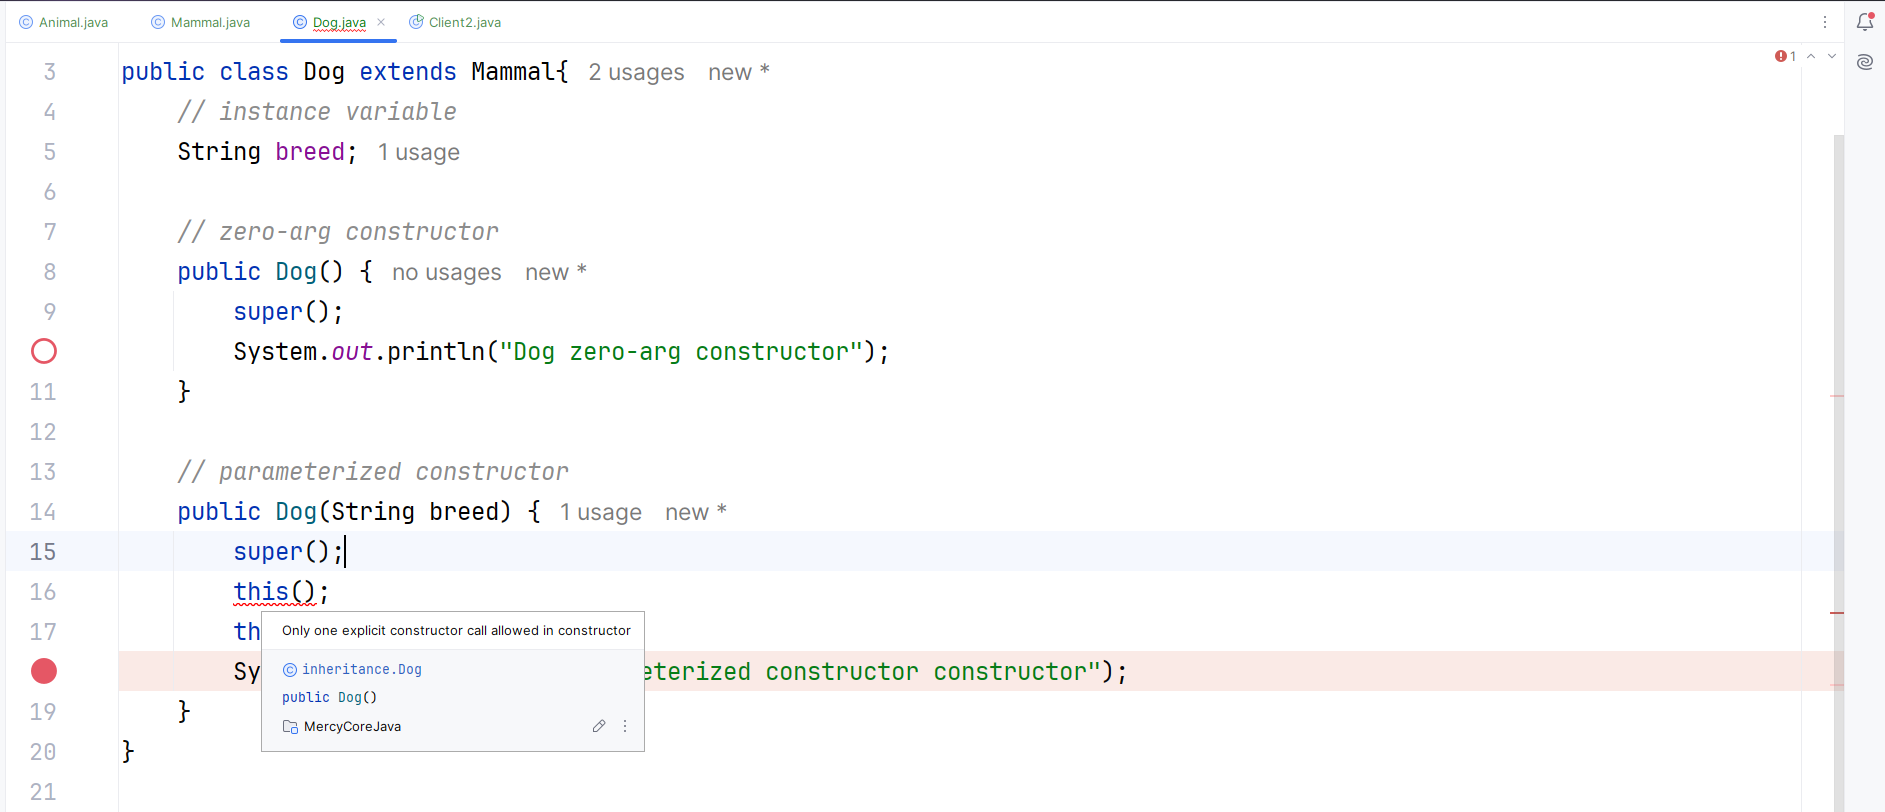 Animal.java Mammal.java Dog.java Client2.java
1
3 public class Dog extends Mammal{ 2 usages new *
4 // instance variable
5 String breed; 1 usage
6
7 // zero-arg constructor
8 public Dog() { no usages new *
9 super();
System.out.println("Dog zero-arg constructor");
11 }
12
13 // parameterized constructor
14 public Dog(String breed) { 1 usage new *
15 super();
16 this();
17 th
Sy eterized constructor constructor");
19 }
20 }
21
Only one explicit constructor call allowed in constructor
inheritance.Dog
public Dog()
MercyCoreJava